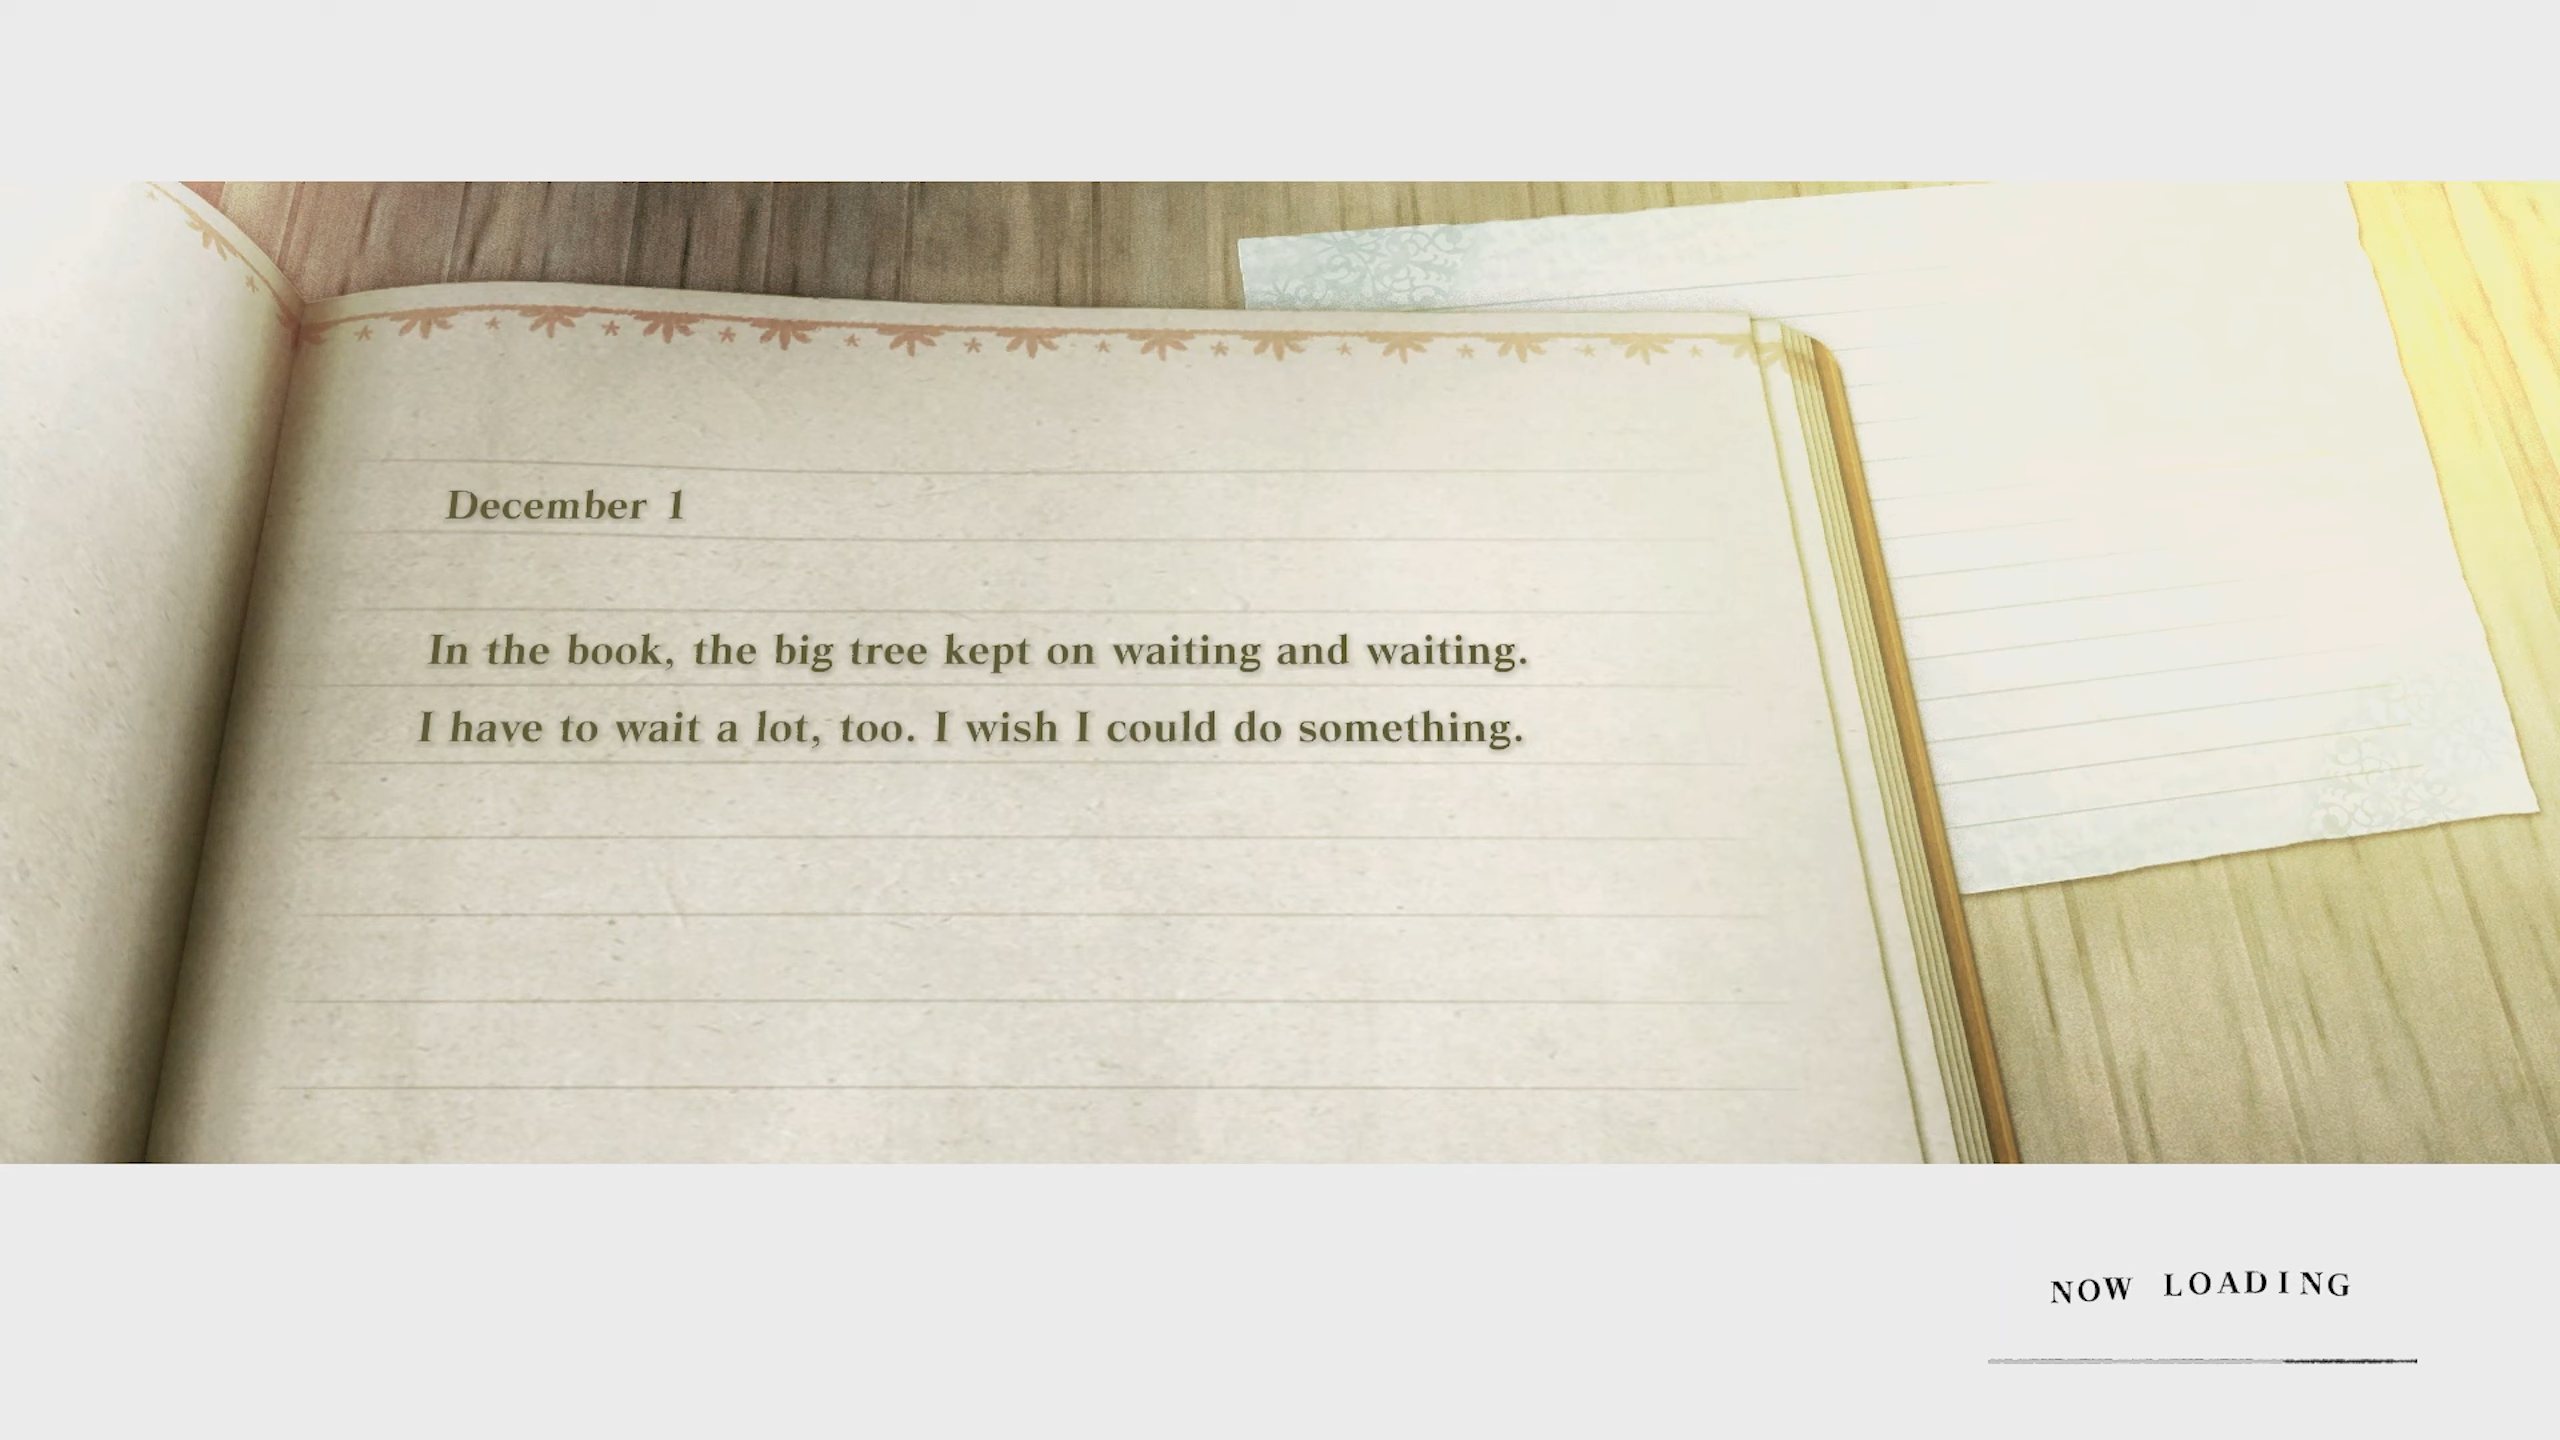 December 1
In the book, the big tree kept on waiting and waiting.
I have to wait a lot, too. I wish I could do something.
NOW LOADING